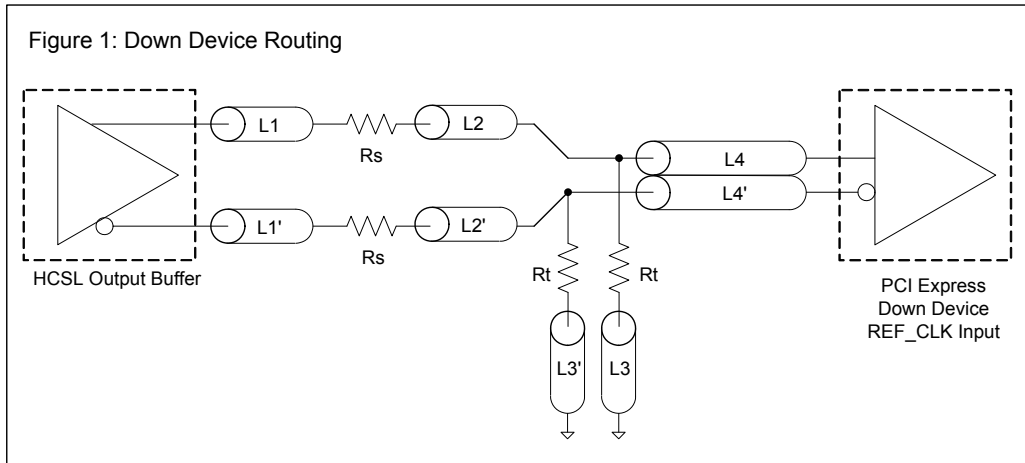 Figure 1: Down Device Routing
L1
Rs
L2
L4
L4'
L1'
Rs
L2'
HCSL Output Buffer
Rt
Rt
L3'
L3
PCI Express
Down Device
REF_CLK Input